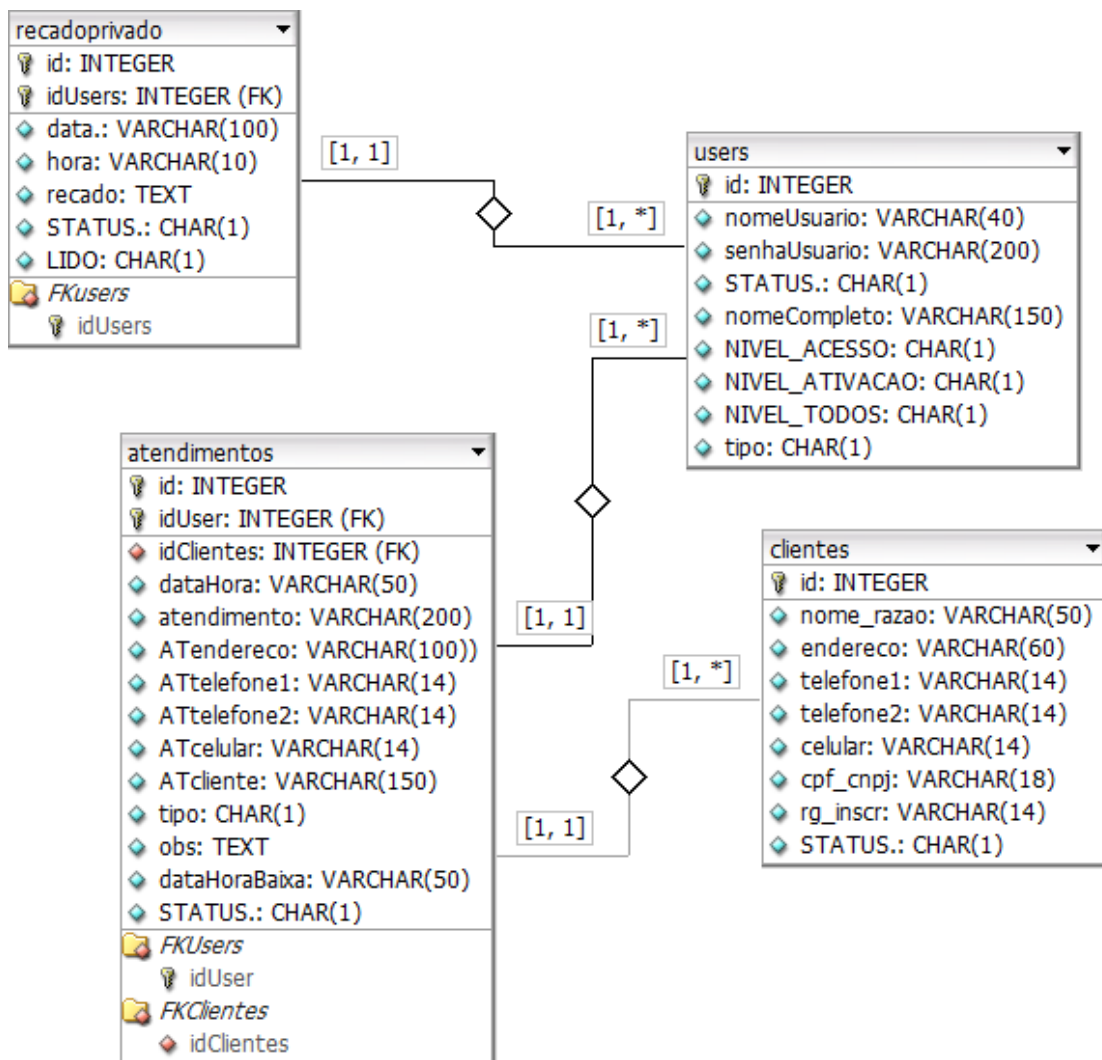 recadoprivado
id: INTEGER
idUsers: INTEGER (FK)
data.: VARCHAR(100)
hora: VARCHAR(10)
recado: TEXT
STATUS.: CHAR(1)
LIDO: CHAR(1)
FKusers
idUsers
[1, 1]
[1, *]
users
id: INTEGER
nomeUsuario: VARCHAR(40)
senhaUsuario: VARCHAR(200)
STATUS.: CHAR(1)
nomeCompleto: VARCHAR(150)
NIVEL_ACESSO: CHAR(1)
NIVEL_ATIVACAO: CHAR(1)
NIVEL_TODOS: CHAR(1)
tipo: CHAR(1)
[1, *]
[1, 1]
atendimentos
id: INTEGER
idUser: INTEGER (FK)
idClientes: INTEGER (FK)
dataHora: VARCHAR(50)
atendimento: VARCHAR(200)
ATendereco: VARCHAR(100))
ATtelefone1: VARCHAR(14)
ATtelefone2: VARCHAR(14)
ATcelular: VARCHAR(14)
ATcliente: VARCHAR(150)
tipo: CHAR(1)
obs: TEXT
dataHoraBaixa: VARCHAR(50)
STATUS.: CHAR(1)
FKUsers
idUser
FKClientes
idClientes
[1, *]
[1, 1]
clientes
id: INTEGER
nome_razao: VARCHAR(50)
endereco: VARCHAR(60)
telefone1: VARCHAR(14)
telefone2: VARCHAR(14)
celular: VARCHAR(14)
cpf_cnpj: VARCHAR(18)
rg_inscr: VARCHAR(14)
STATUS.: CHAR(1)